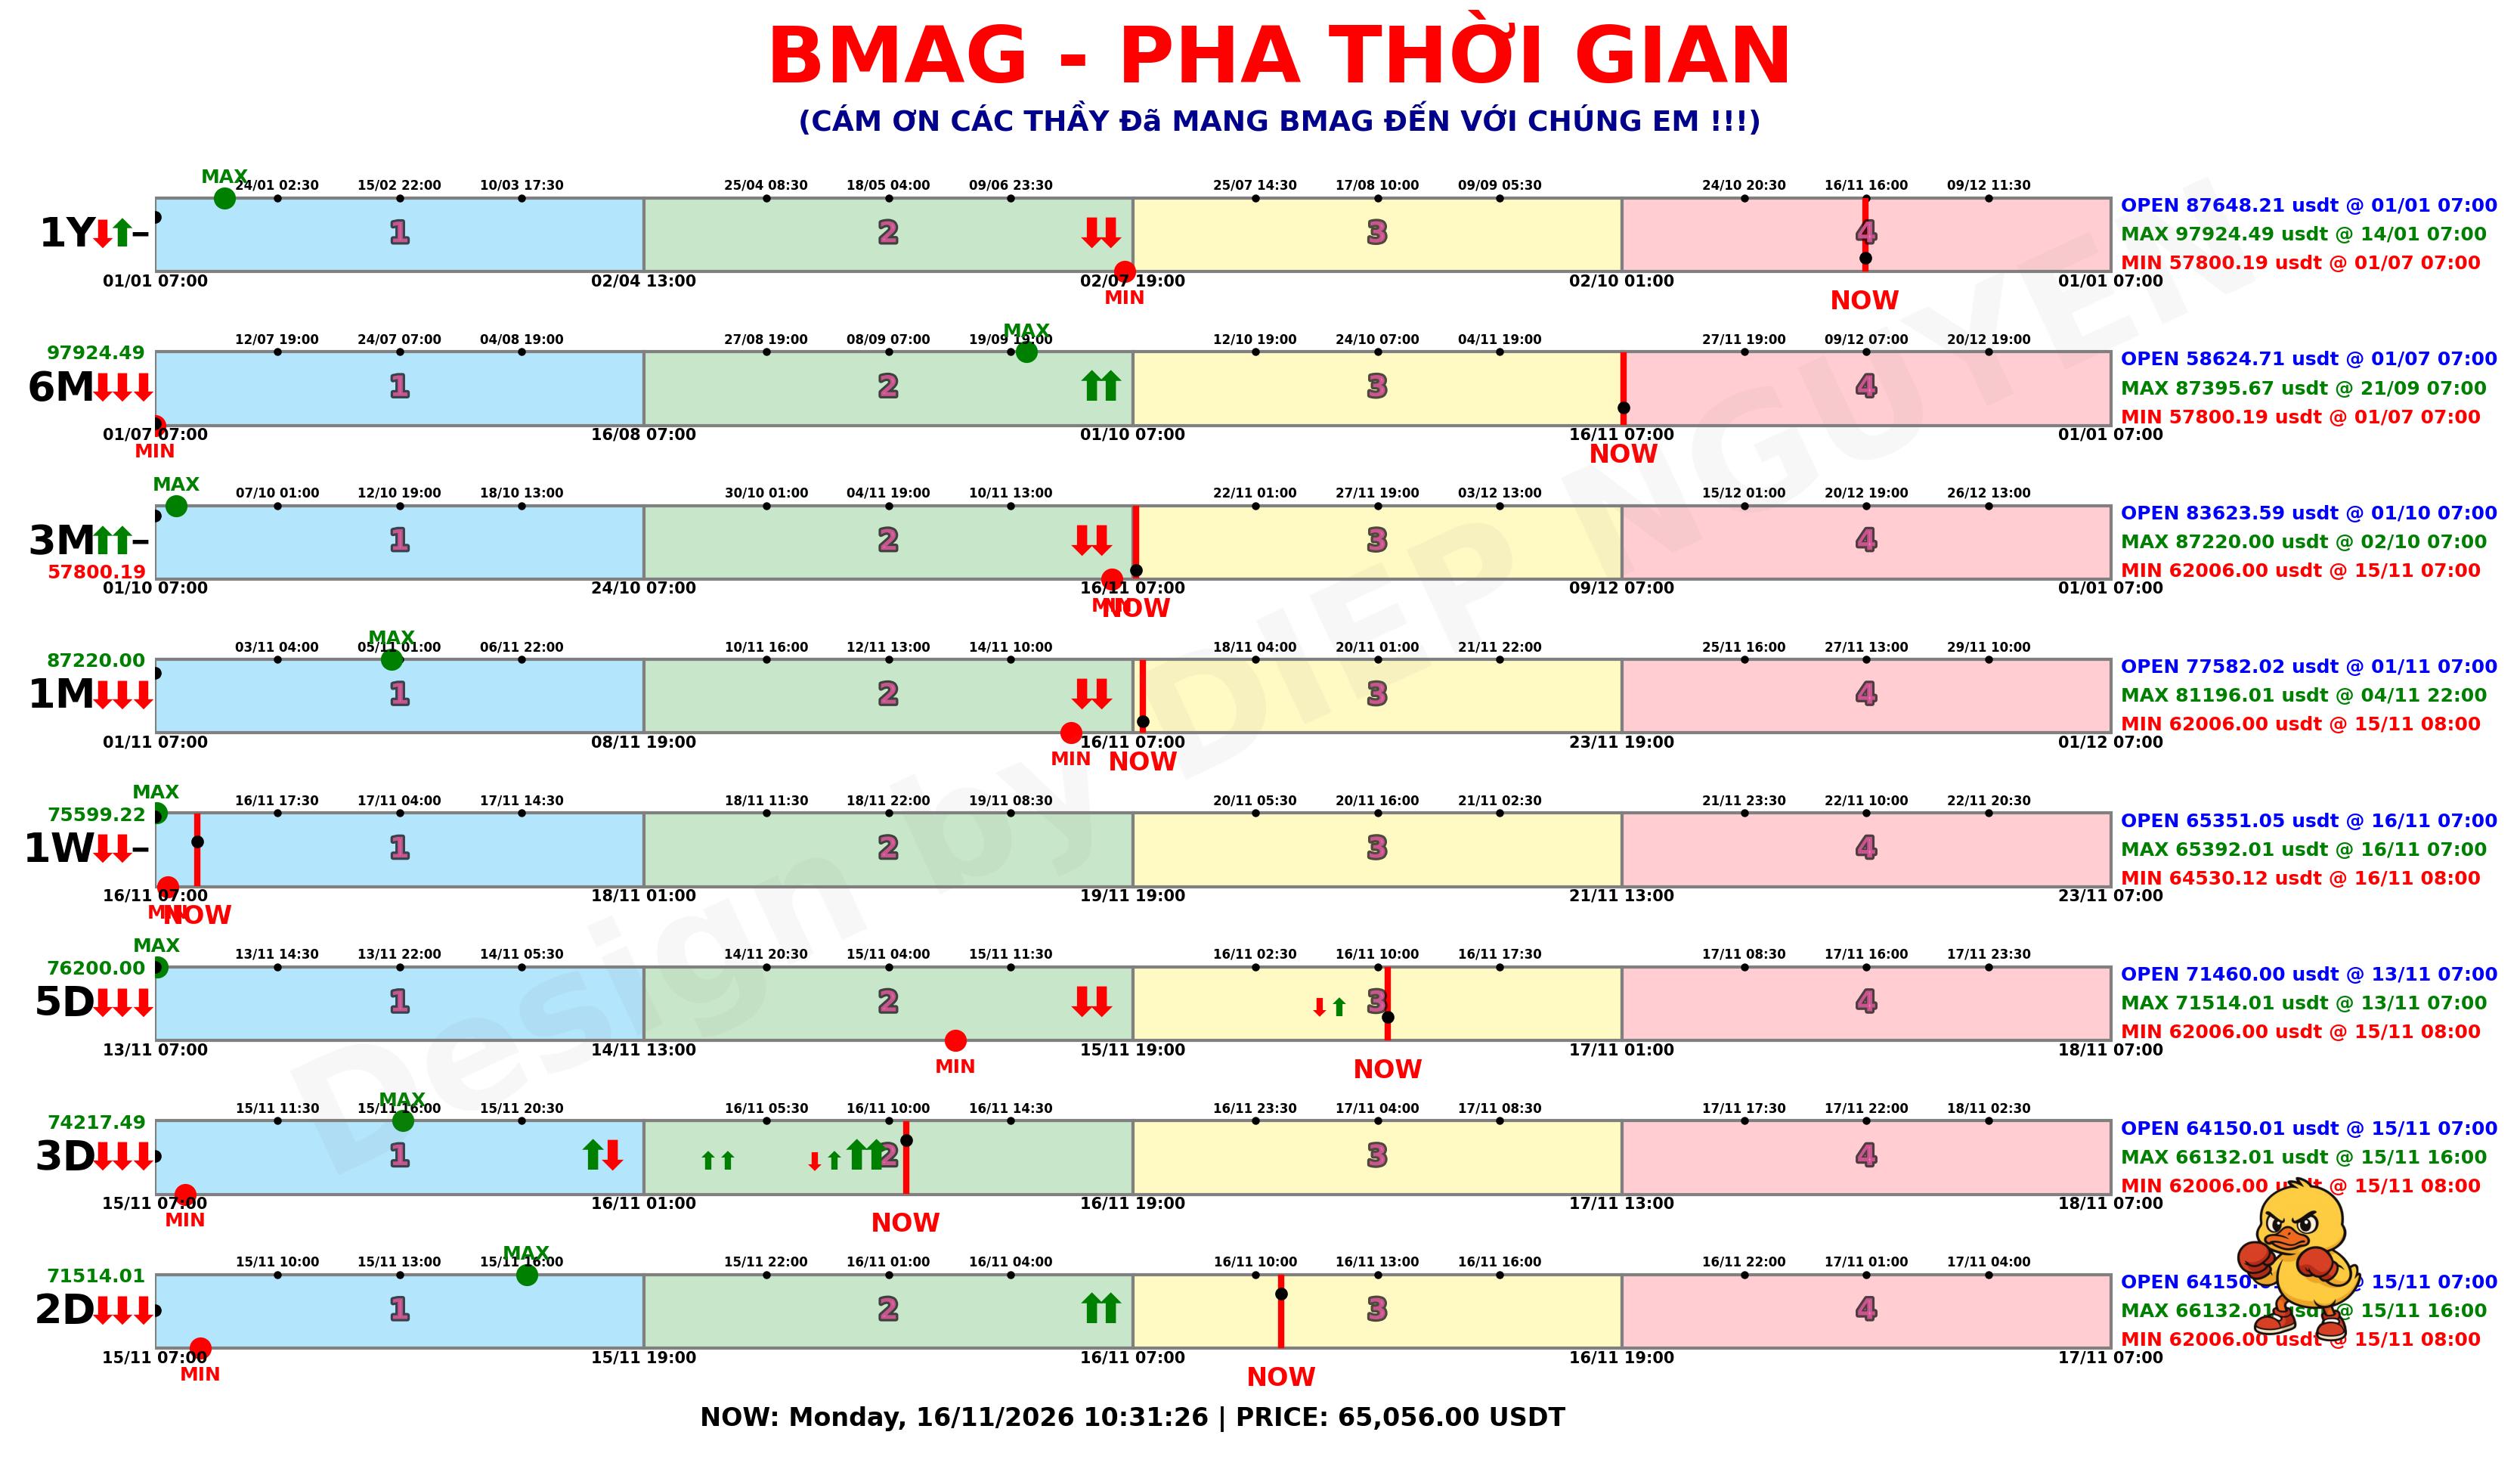 BMAG - PHA THỜI GIAN
(CÁM ƠN CÁC THẦY Đã MANG BMAG ĐẾN VỚI CHÚNG EM !!!)
MAX
24/01 02:30 15/02 22:00 10/03 17:30 25/04 08:30 18/05 04:00 09/06 23:30 25/07 14:30 17/08 10:00 09/09 05:30 24/10 20:30 16/11 16:00 09/12 11:30
1Y⬇⬆– 1 2 ⬇⬇ 3 4
OPEN 87648.21 usdt @ 01/01 07:00
MAX 97924.49 usdt @ 14/01 07:00
MIN 57800.19 usdt @ 01/07 07:00
01/01 07:00 02/04 13:00 02/07 19:00 02/10 01:00 01/01 07:00
MIN NOW
MAX
12/07 19:00 24/07 07:00 04/08 19:00 27/08 19:00 08/09 07:00 19/09 19:00 12/10 19:00 24/10 07:00 04/11 19:00 27/11 19:00 09/12 07:00 20/12 19:00
97924.49
6M⬇⬇⬇ 1 2 ⬆⬆ 3 4
OPEN 58624.71 usdt @ 01/07 07:00
MAX 87395.67 usdt @ 21/09 07:00
MIN 57800.19 usdt @ 01/07 07:00
01/07 07:00 16/08 07:00 01/10 07:00 16/11 07:00 01/01 07:00
MIN NOW
MAX
07/10 01:00 12/10 19:00 18/10 13:00 30/10 01:00 04/11 19:00 10/11 13:00 22/11 01:00 27/11 19:00 03/12 13:00 15/12 01:00 20/12 19:00 26/12 13:00
3M⬆⬆– 1 2 ⬇⬇ 3 4
57800.19
OPEN 83623.59 usdt @ 01/10 07:00
MAX 87220.00 usdt @ 02/10 07:00
MIN 62006.00 usdt @ 15/11 07:00
01/10 07:00 24/10 07:00 16/11 07:00 09/12 07:00 01/01 07:00
MIN NOW
MAX
03/11 04:00 05/11 01:00 06/11 22:00 10/11 16:00 12/11 13:00 14/11 10:00 18/11 04:00 20/11 01:00 21/11 22:00 25/11 16:00 27/11 13:00 29/11 10:00
87220.00
1M⬇⬇⬇ 1 2 ⬇⬇ 3 4
OPEN 77582.02 usdt @ 01/11 07:00
MAX 81196.01 usdt @ 04/11 22:00
MIN 62006.00 usdt @ 15/11 08:00
01/11 07:00 08/11 19:00 16/11 07:00 23/11 19:00 01/12 07:00
MIN NOW
MAX
16/11 17:30 17/11 04:00 17/11 14:30 18/11 11:30 18/11 22:00 19/11 08:30 20/11 05:30 20/11 16:00 21/11 02:30 21/11 23:30 22/11 10:00 22/11 20:30
75599.22
1W⬇⬇– 1 2 3 4
OPEN 65351.05 usdt @ 16/11 07:00
MAX 65392.01 usdt @ 16/11 07:00
MIN 64530.12 usdt @ 16/11 08:00
16/11 07:00 18/11 01:00 19/11 19:00 21/11 13:00 23/11 07:00
MIN NOW
MAX
13/11 14:30 13/11 22:00 14/11 05:30 14/11 20:30 15/11 04:00 15/11 11:30 16/11 02:30 16/11 10:00 16/11 17:30 17/11 08:30 17/11 16:00 17/11 23:30
76200.00
5D⬇⬇⬇ 1 2 ⬇⬇ ⬇⬆ 3 4
OPEN 71460.00 usdt @ 13/11 07:00
MAX 71514.01 usdt @ 13/11 07:00
MIN 62006.00 usdt @ 15/11 08:00
13/11 07:00 14/11 13:00 15/11 19:00 17/11 01:00 18/11 07:00
MIN NOW
MAX
15/11 11:30 15/11 16:00 15/11 20:30 16/11 05:30 16/11 10:00 16/11 14:30 16/11 23:30 17/11 04:00 17/11 08:30 17/11 17:30 17/11 22:00 18/11 02:30
74217.49
3D⬇⬇⬇ 1 ⬆⬇ ⬆⬆ ⬇⬆ ⬆⬆ 2 3 4
OPEN 64150.01 usdt @ 15/11 07:00
MAX 66132.01 usdt @ 15/11 16:00
MIN 62006.00 usdt @ 15/11 08:00
15/11 07:00 16/11 01:00 16/11 19:00 17/11 13:00 18/11 07:00
MIN NOW
MAX
15/11 10:00 15/11 13:00 15/11 16:00 15/11 22:00 16/11 01:00 16/11 04:00 16/11 10:00 16/11 13:00 16/11 16:00 16/11 22:00 17/11 01:00 17/11 04:00
71514.01
2D⬇⬇⬇ 1 2 ⬆⬆ 3 4
OPEN @ 15/11 07:00
MAX 66132.01 usdt @ 15/11 16:00
MIN 62006.00 usdt @ 15/11 08:00
15/11 07:00 15/11 19:00 16/11 07:00 16/11 19:00 17/11 07:00
MIN NOW
NOW: Monday, 16/11/2026 10:31:26 | PRICE: 65,056.00 USDT
Design by DIEP NGUYEN